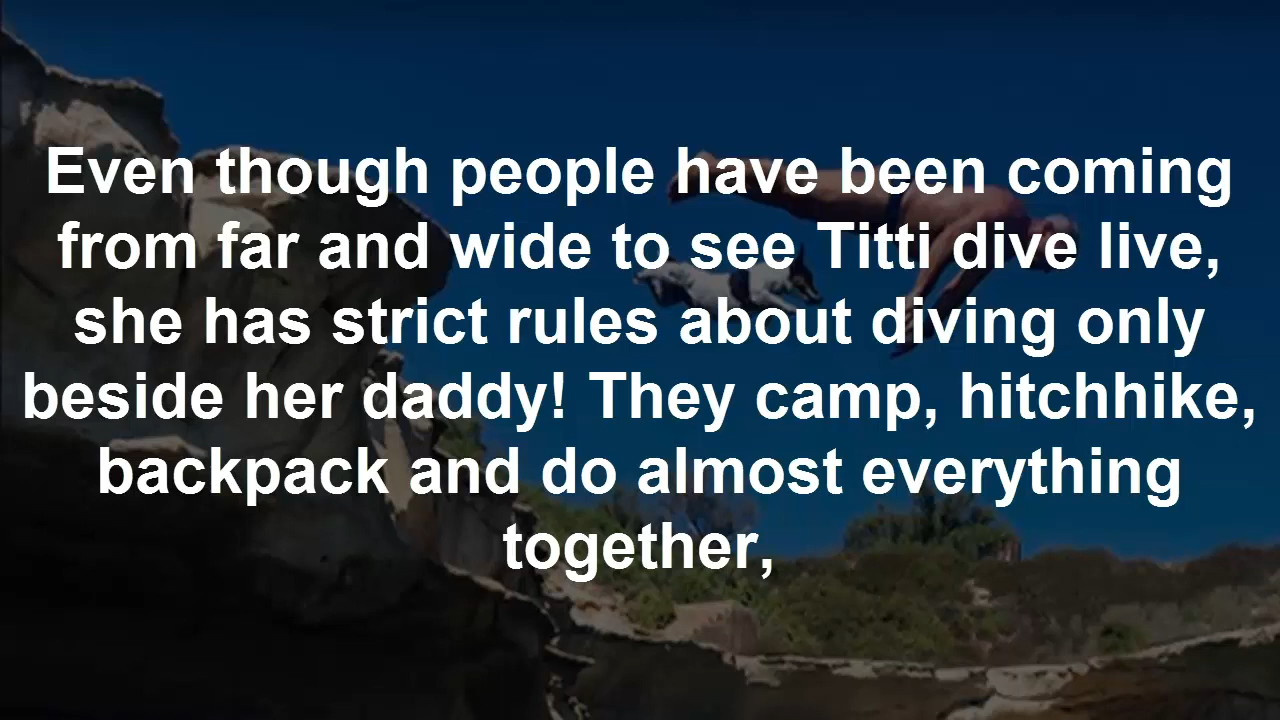 Even though people have been coming
from far and wide to see Titti dive live,
she has strict rules about diving only
beside her daddy! They camp, hitchhike,
backpack and do almost everything
together,